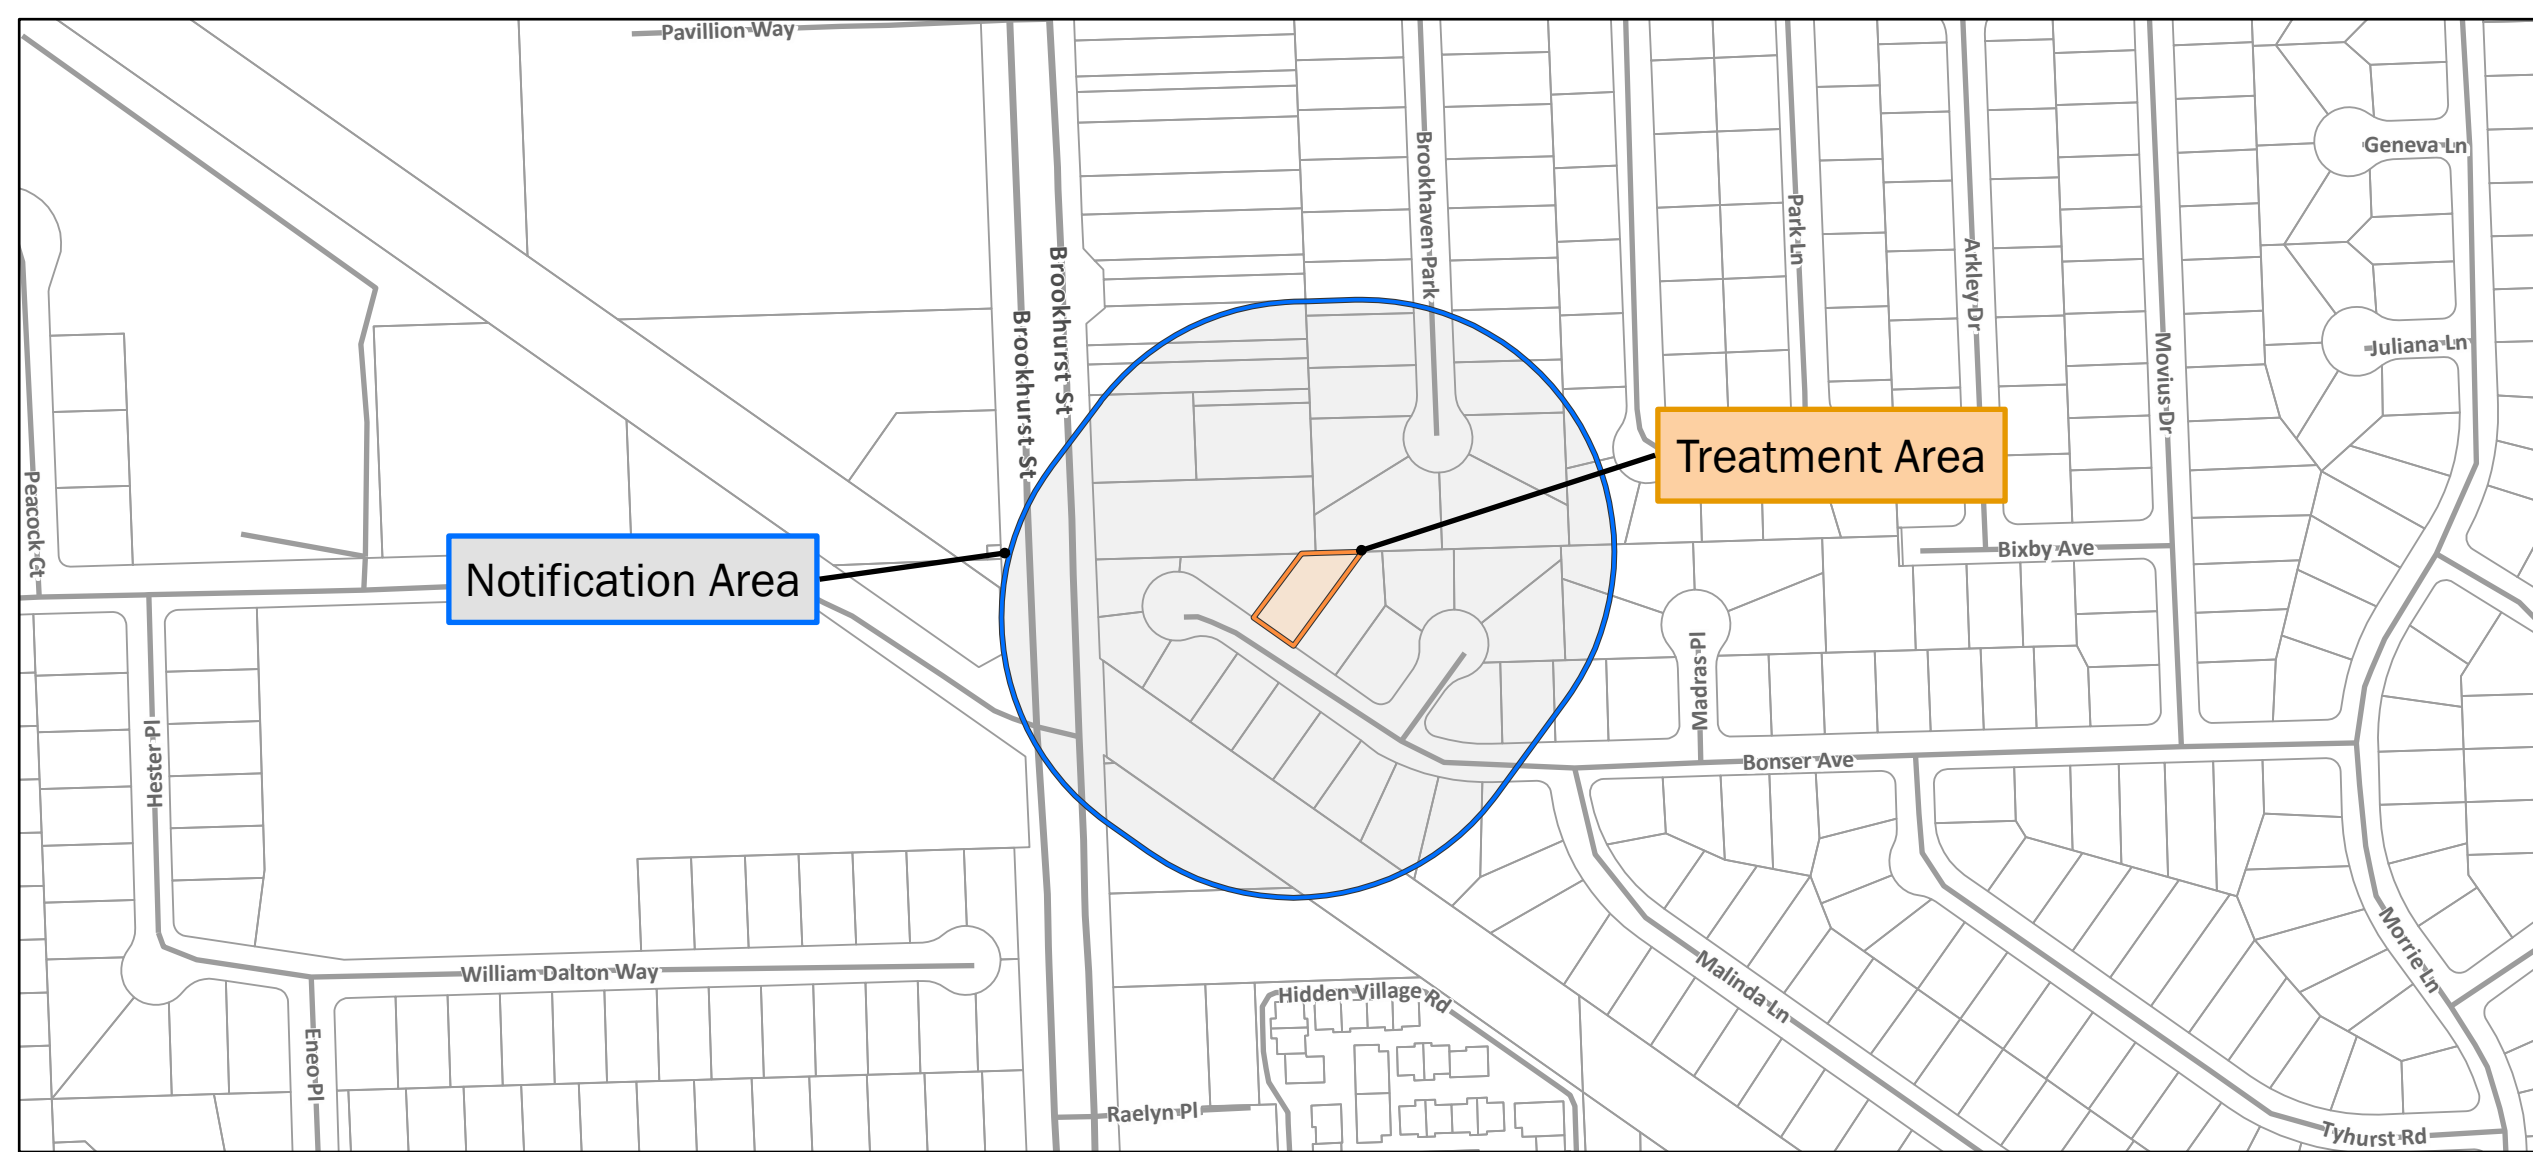 Pavillion Way
Brookhaven Park
Geneva Ln
Park Ln
Arkley Dr
Brookhurst St
Brookhurst St
Juliana Ln
Movius Dr
Treatment Area
Peacock Ct
Notification Area
Bixby Ave
Madras Pl
Hester Pl
Bonser Ave
William Dalton Way
Morrie Ln
Malinda Ln
Hidden Village Rd
Eneo Pl
Raelyn Pl
Tyhurst Rd